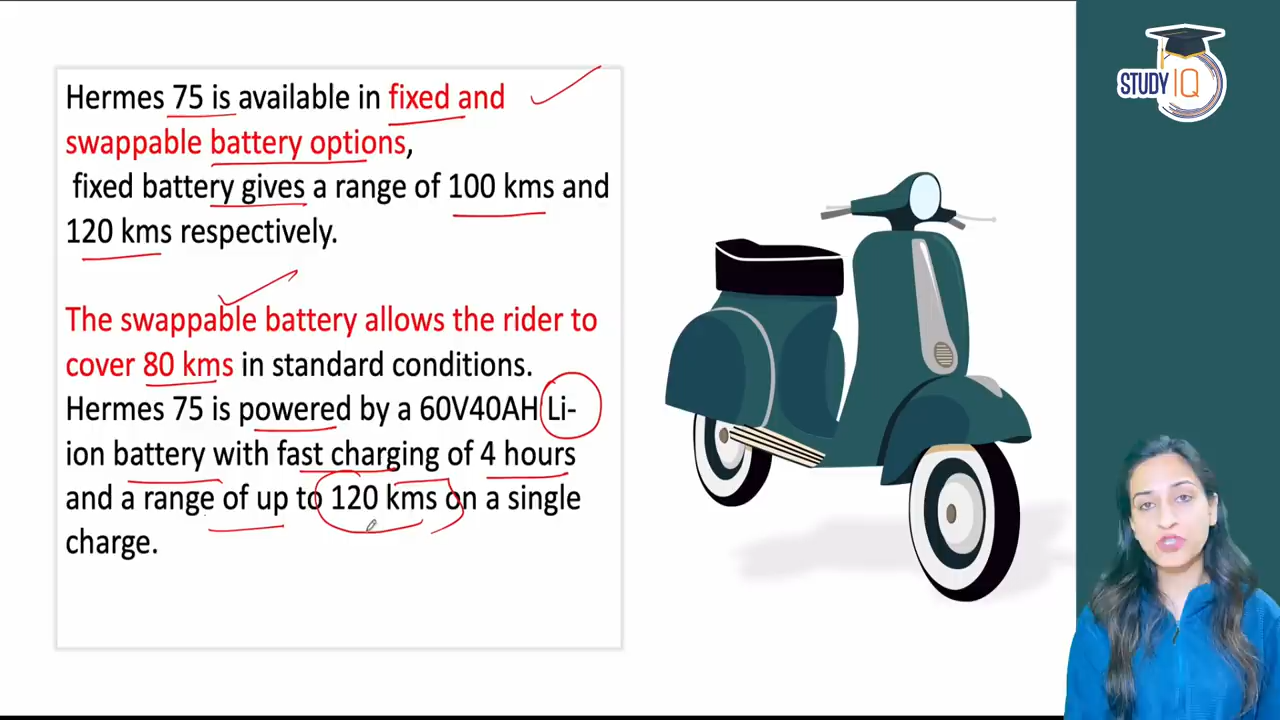 Hermes 75 is available in fixed and
swappable battery options,
fixed battery gives a range of 100 kms and
120 kms respectively.
The swappable battery allows the rider to
cover 80 kms in standard conditions.
Hermes 75 is powered by a 60V40AH Li-
ion battery with fast charging of 4 hours
and a range of up to 120 kms on a single
charge.
STUDY IQ